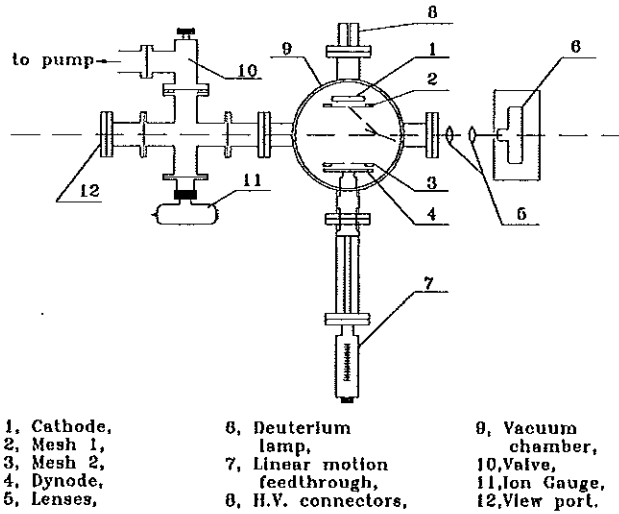 8
9
1
6
to pump
2
10
11
3
12
4
5
7
1, Cathode,
2, Mesh 1,
3, Mesh 2,
4, Dynode,
5, Lenses,
6, Deuterium
lamp,
7, Linear motion
feedthrough,
8, H.V. connectors,
9, Vacuum
chamber,
10,Valve,
11,Ion Gauge,
12,View port.